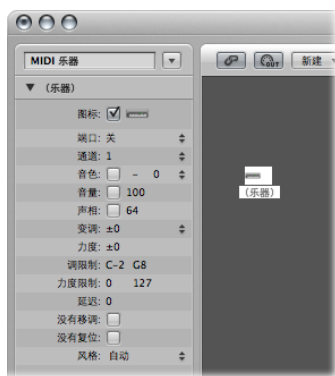 MIDI 乐器
OUT
新建
(乐器)
图标:
端口: 关
通道: 1
音色: - 0
(乐器)
音量: 100
声相: 64
变调: ±0
力度: ±0
调限制: C-2 G8
力度限制: 0 127
延迟: 0
没有移调:
没有复位:
风格: 自动